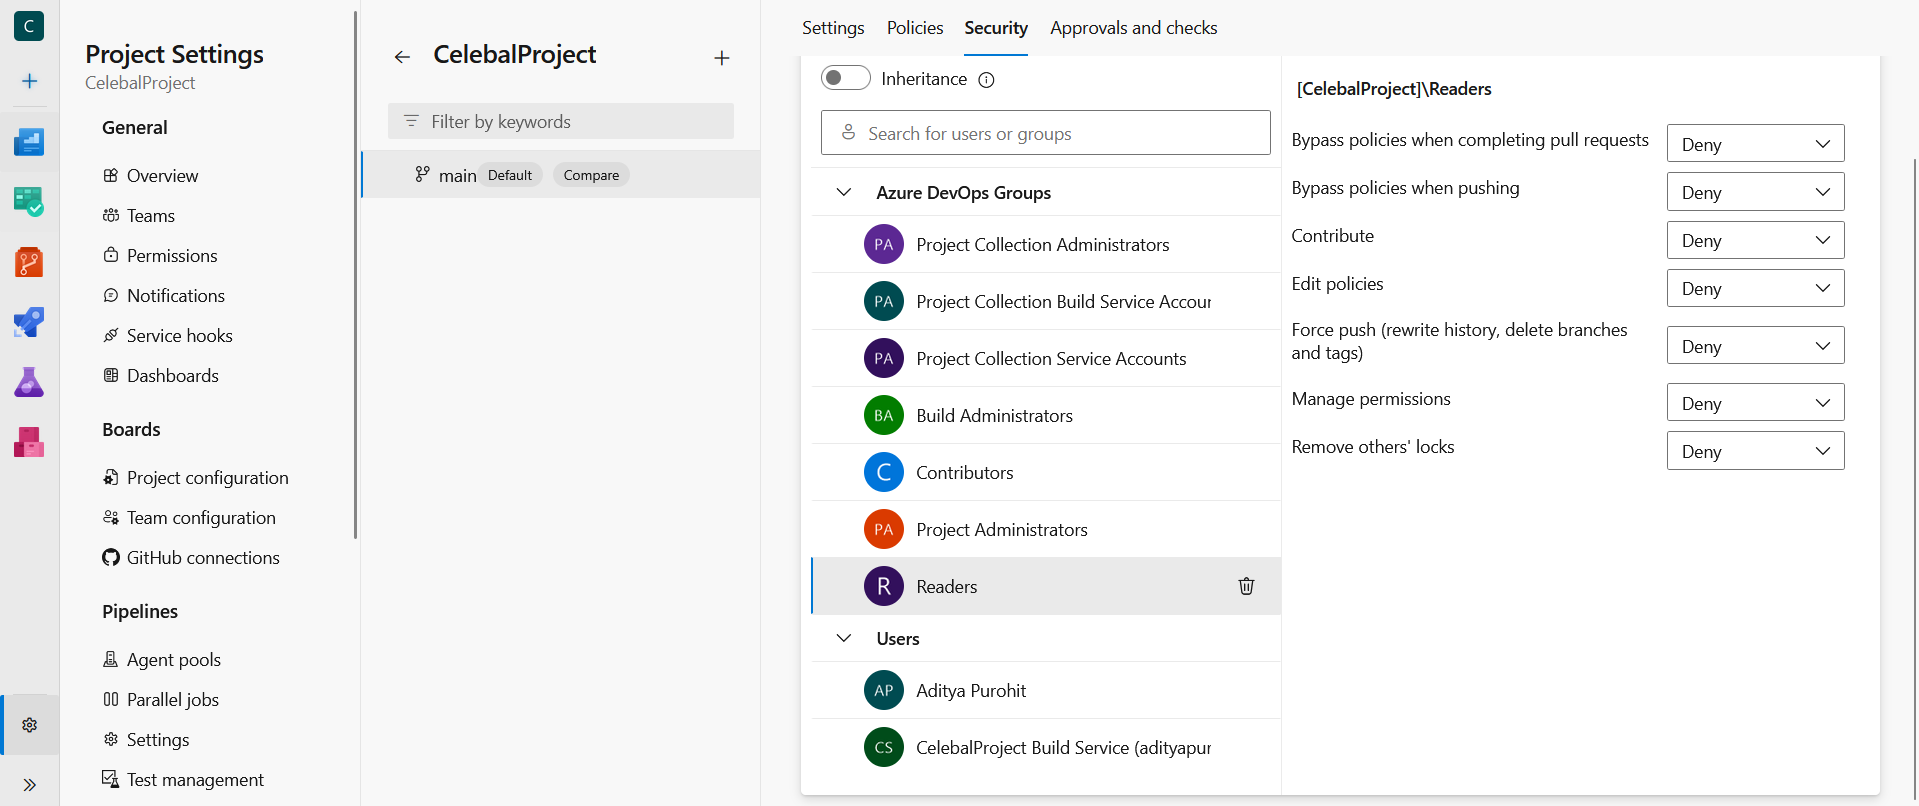 C
Project Settings
CelebalProject
General
Overview
Teams
Permissions
Notifications
Service hooks
Dashboards
Boards
Project configuration
Team configuration
GitHub connections
Pipelines
Agent pools
Parallel jobs
Settings
Test management
CelebalProject
Filter by keywords
main Default Compare
Settings Policies Security Approvals and checks
Inheritance
Search for users or groups
Azure DevOps Groups
PA Project Collection Administrators
PA Project Collection Build Service Accour
PA Project Collection Service Accounts
BA Build Administrators
C Contributors
PA Project Administrators
R Readers
Users
AP Aditya Purohit
CS CelebalProject Build Service (adityapur
[CelebalProject]\Readers
Bypass policies when completing pull requests Deny
Bypass policies when pushing Deny
Contribute Deny
Edit policies Deny
Force push (rewrite history, delete branches
and tags) Deny
Manage permissions Deny
Remove others' locks Deny